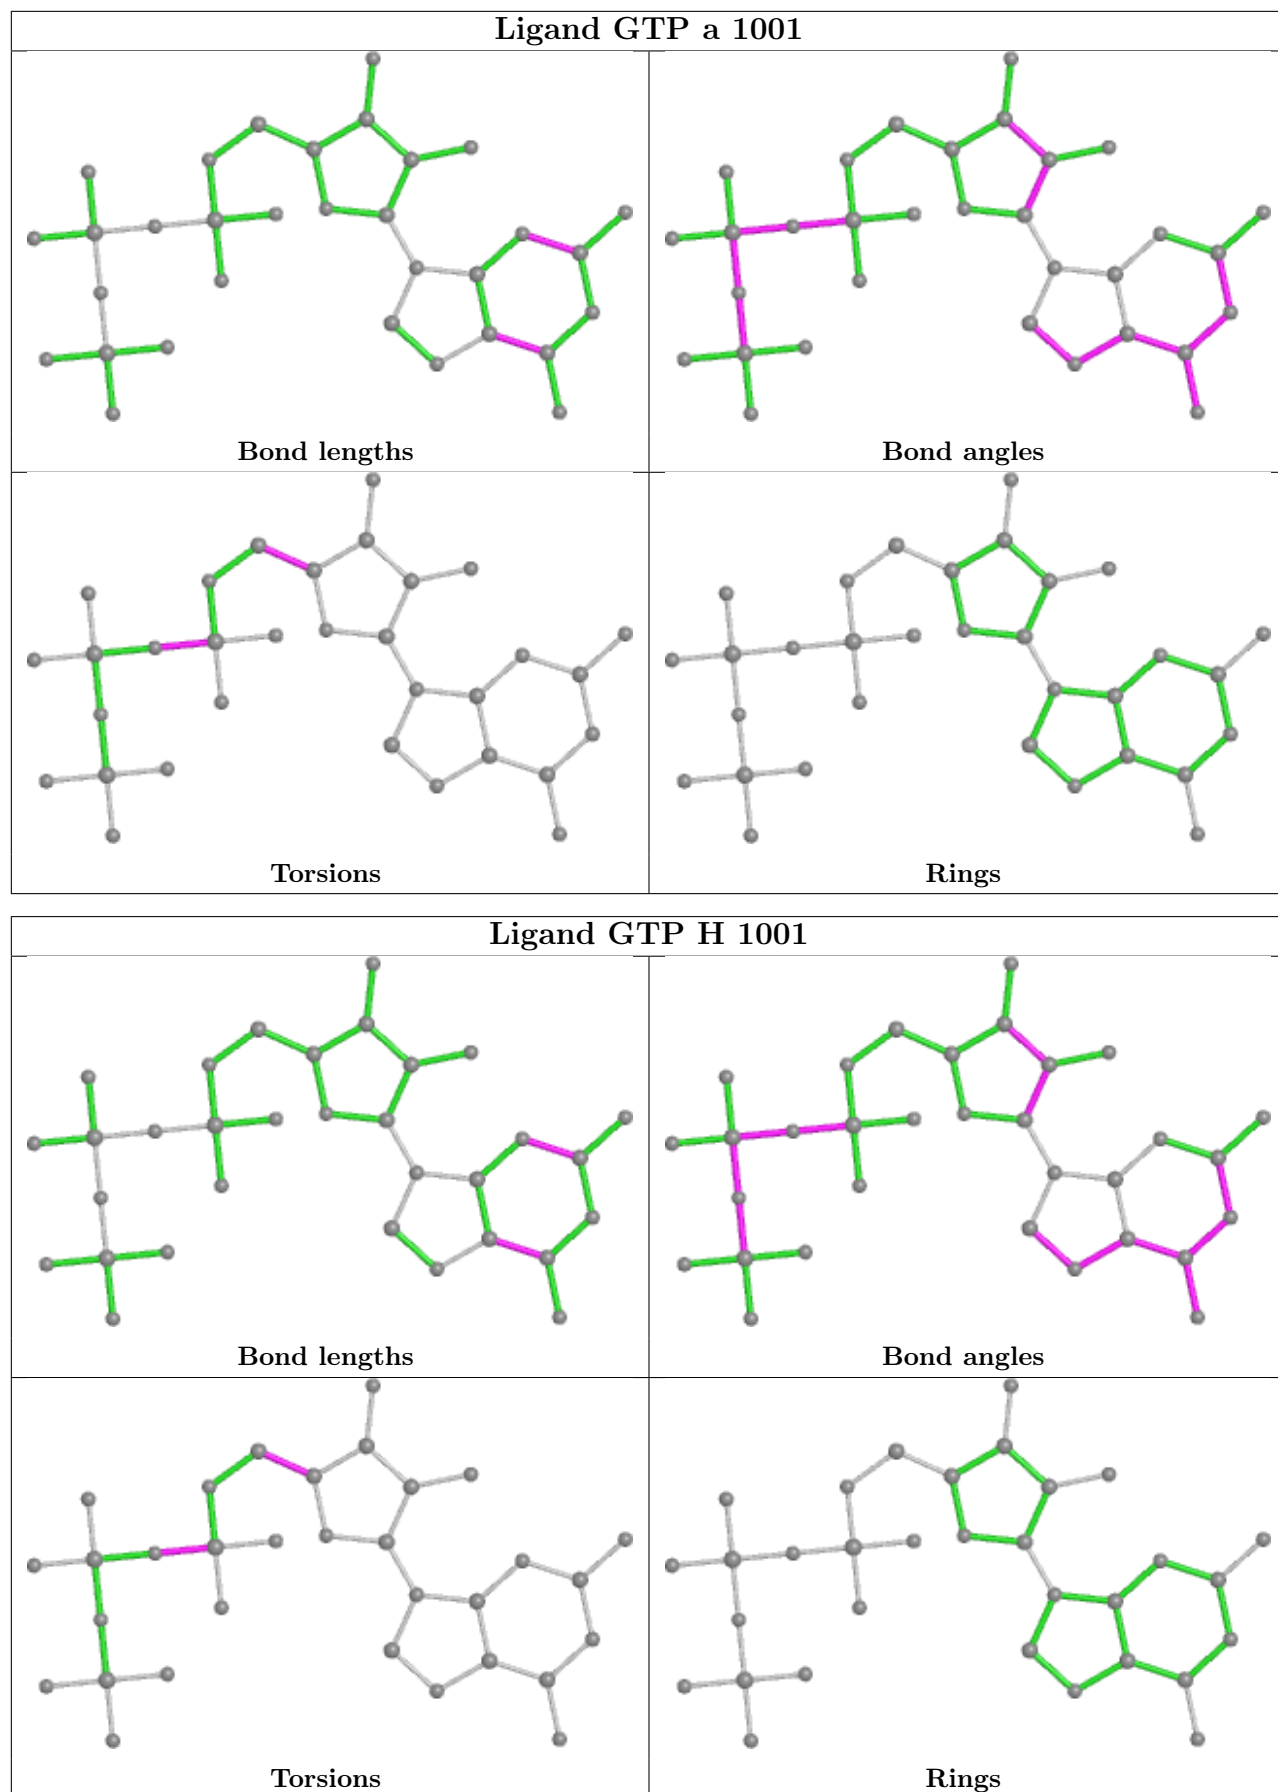 Ligand GTP a 1001
Bond lengths
Bond angles
Torsions
Rings
Ligand GTP H 1001
Bond lengths
Bond angles
Torsions
Rings